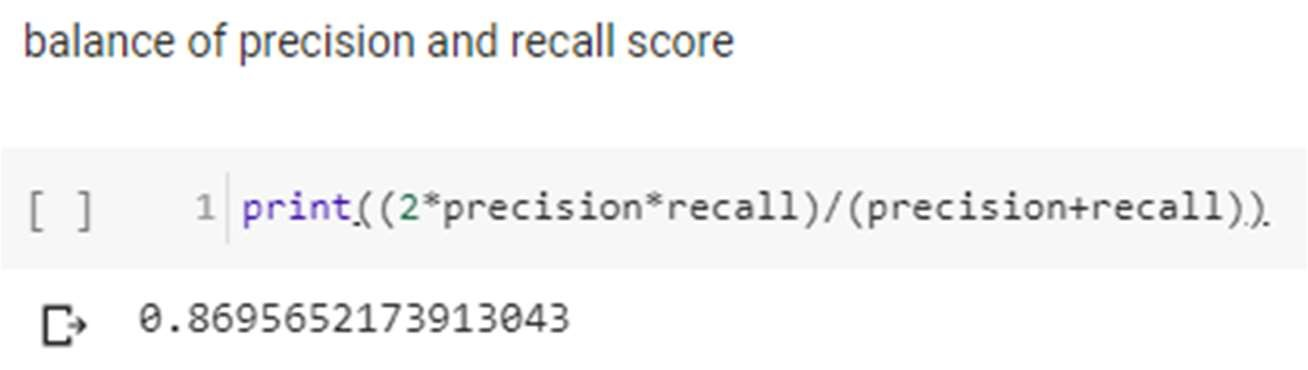 balance of precision and recall score
[ ] 1 print((2*precision*recall)/(precision+recall))
0.8695652173913043